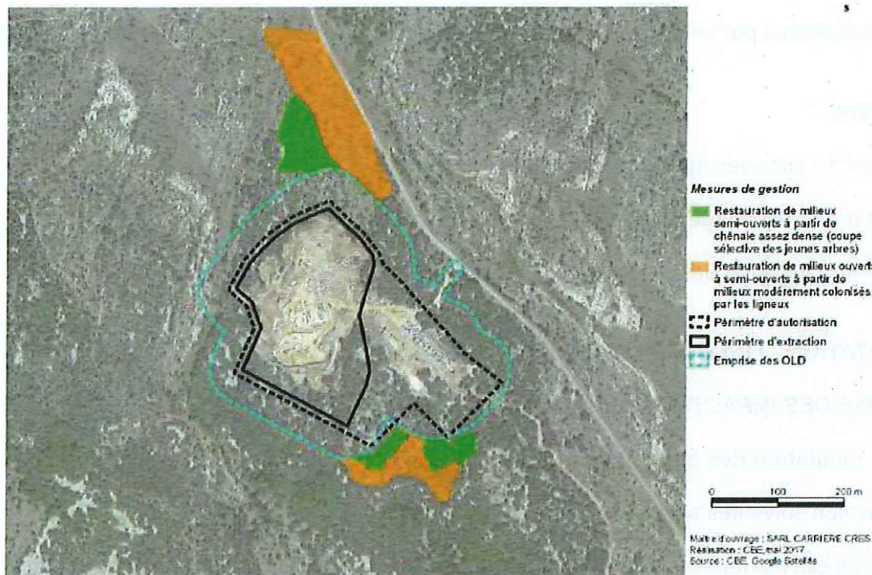 s
Mesures de gestion
Restauration de milieux
semi-ouverts à partir de
chênaie assez dense (coupe
sélective des jeunes arbres)
Restauration de milieux ouverts
à semi-ouverts à partir de
milieux modérément colonisés
par les ligneux
Périmètre d'autorisation
Périmètre d'extraction
Emprise des OLD
0 100 200 m
Maître d'ouvrage : SARL CARRIERE CRES
Réalisation : CBE, mai 2017
Source : CBE, Google Satellite